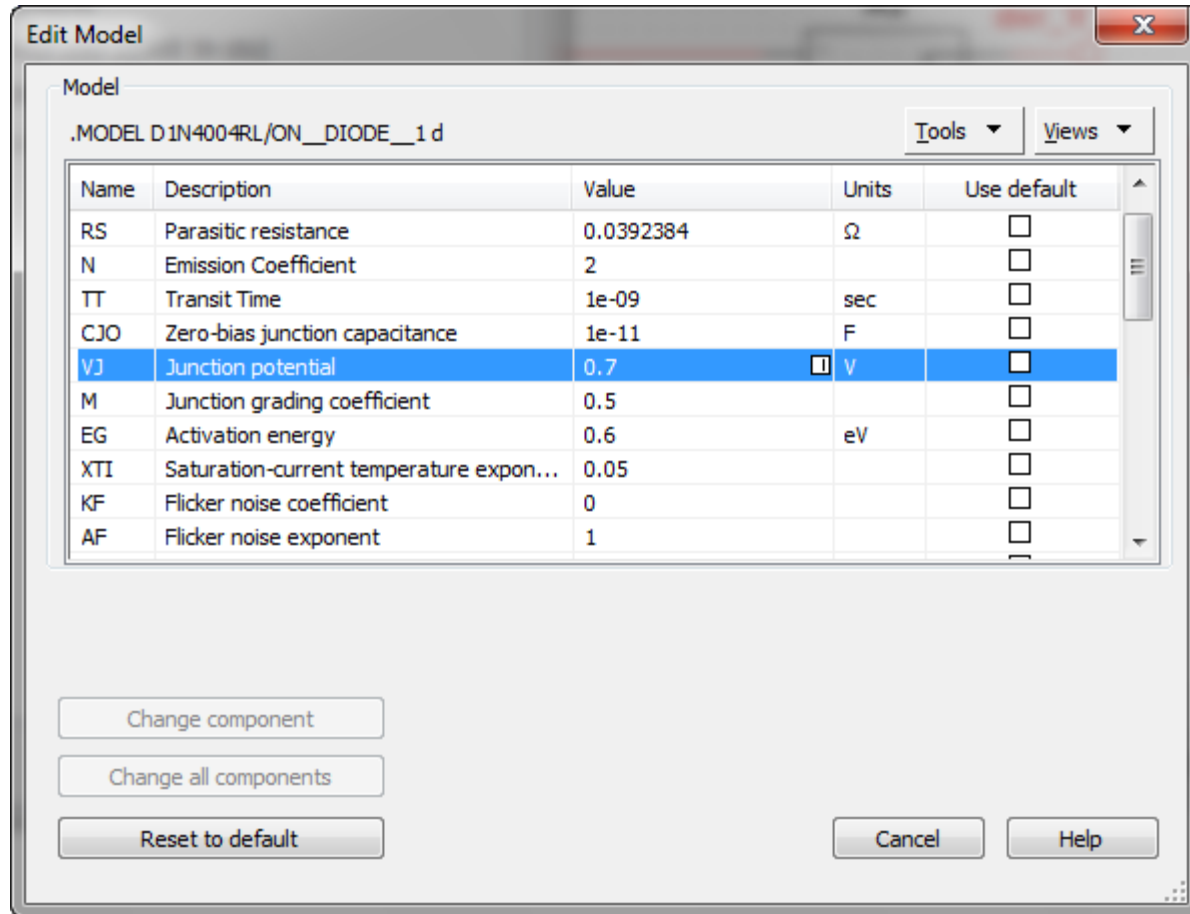 Edit Model
Model
.MODEL D1N4004RL/ON__DIODE__1 d
Tools
Views
Name Description Value Units Use default
RS Parasitic resistance 0.0392384 Ω
N Emission Coefficient 2
TT Transit Time 1e-09 sec
CJO Zero-bias junction capacitance 1e-11 F
VJ Junction potential 0.7 V
M Junction grading coefficient 0.5
EG Activation energy 0.6 eV
XTI Saturation-current temperature expon... 0.05
KF Flicker noise coefficient 0
AF Flicker noise exponent 1
Change component
Change all components
Reset to default
Cancel
Help